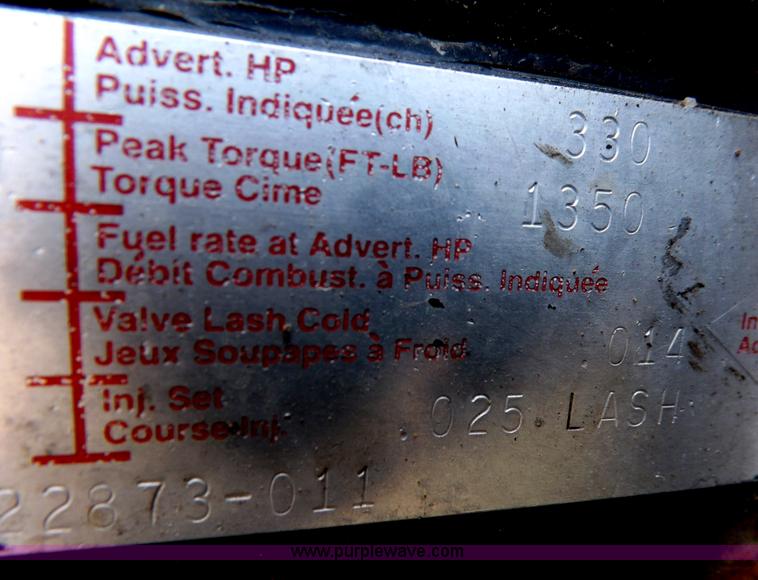 Advert. HP
Puiss. Indiquée(ch) 330
Peak Torque(FT-LB)
Torque Cime 1350
Fuel rate at Advert. HP
Débit Combust. à Puiss. Indiquée
Valve Lash Cold
Jeux Soupapes à Froid .014
Inj. Set
Course Inj. .025 LASH
22873-011
In
Ad
www.purplewave.com